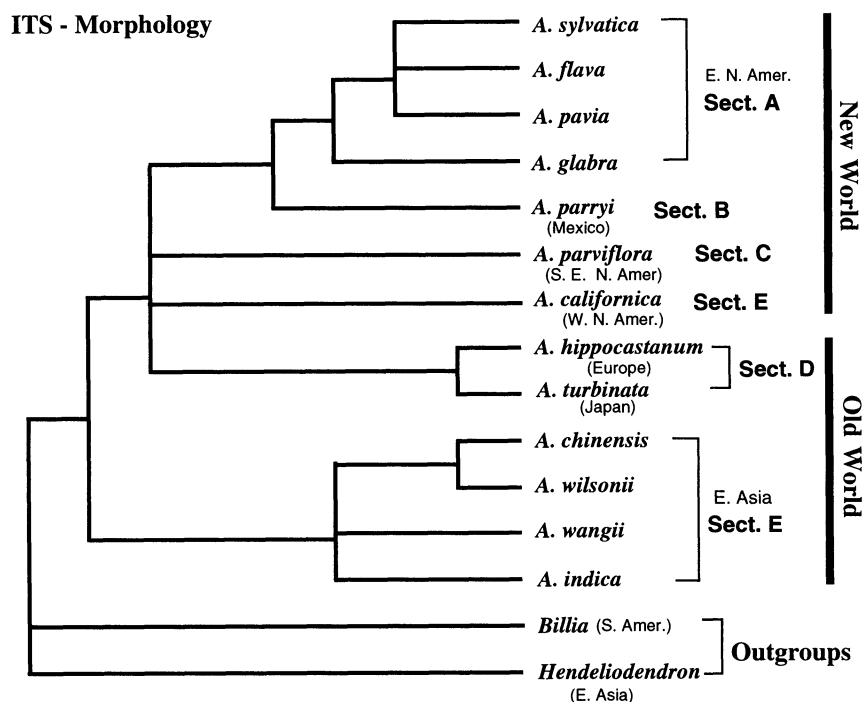 ITS - Morphology
A. sylvatica
A. flava
E. N. Amer.
Sect. A
A. pavia
A. glabra
A. parryi Sect. B
(Mexico)
A. parviflora Sect. C
(S. E. N. Amer)
A. californica Sect. E
(W. N. Amer.)
New World
A. hippocastanum
(Europe)
Sect. D
A. turbinata
(Japan)
A. chinensis
A. wilsonii
E. Asia
Sect. E
A. wangii
A. indica
Old World
Billia (S. Amer.)
Outgroups
Hendeliodendron
(E. Asia)